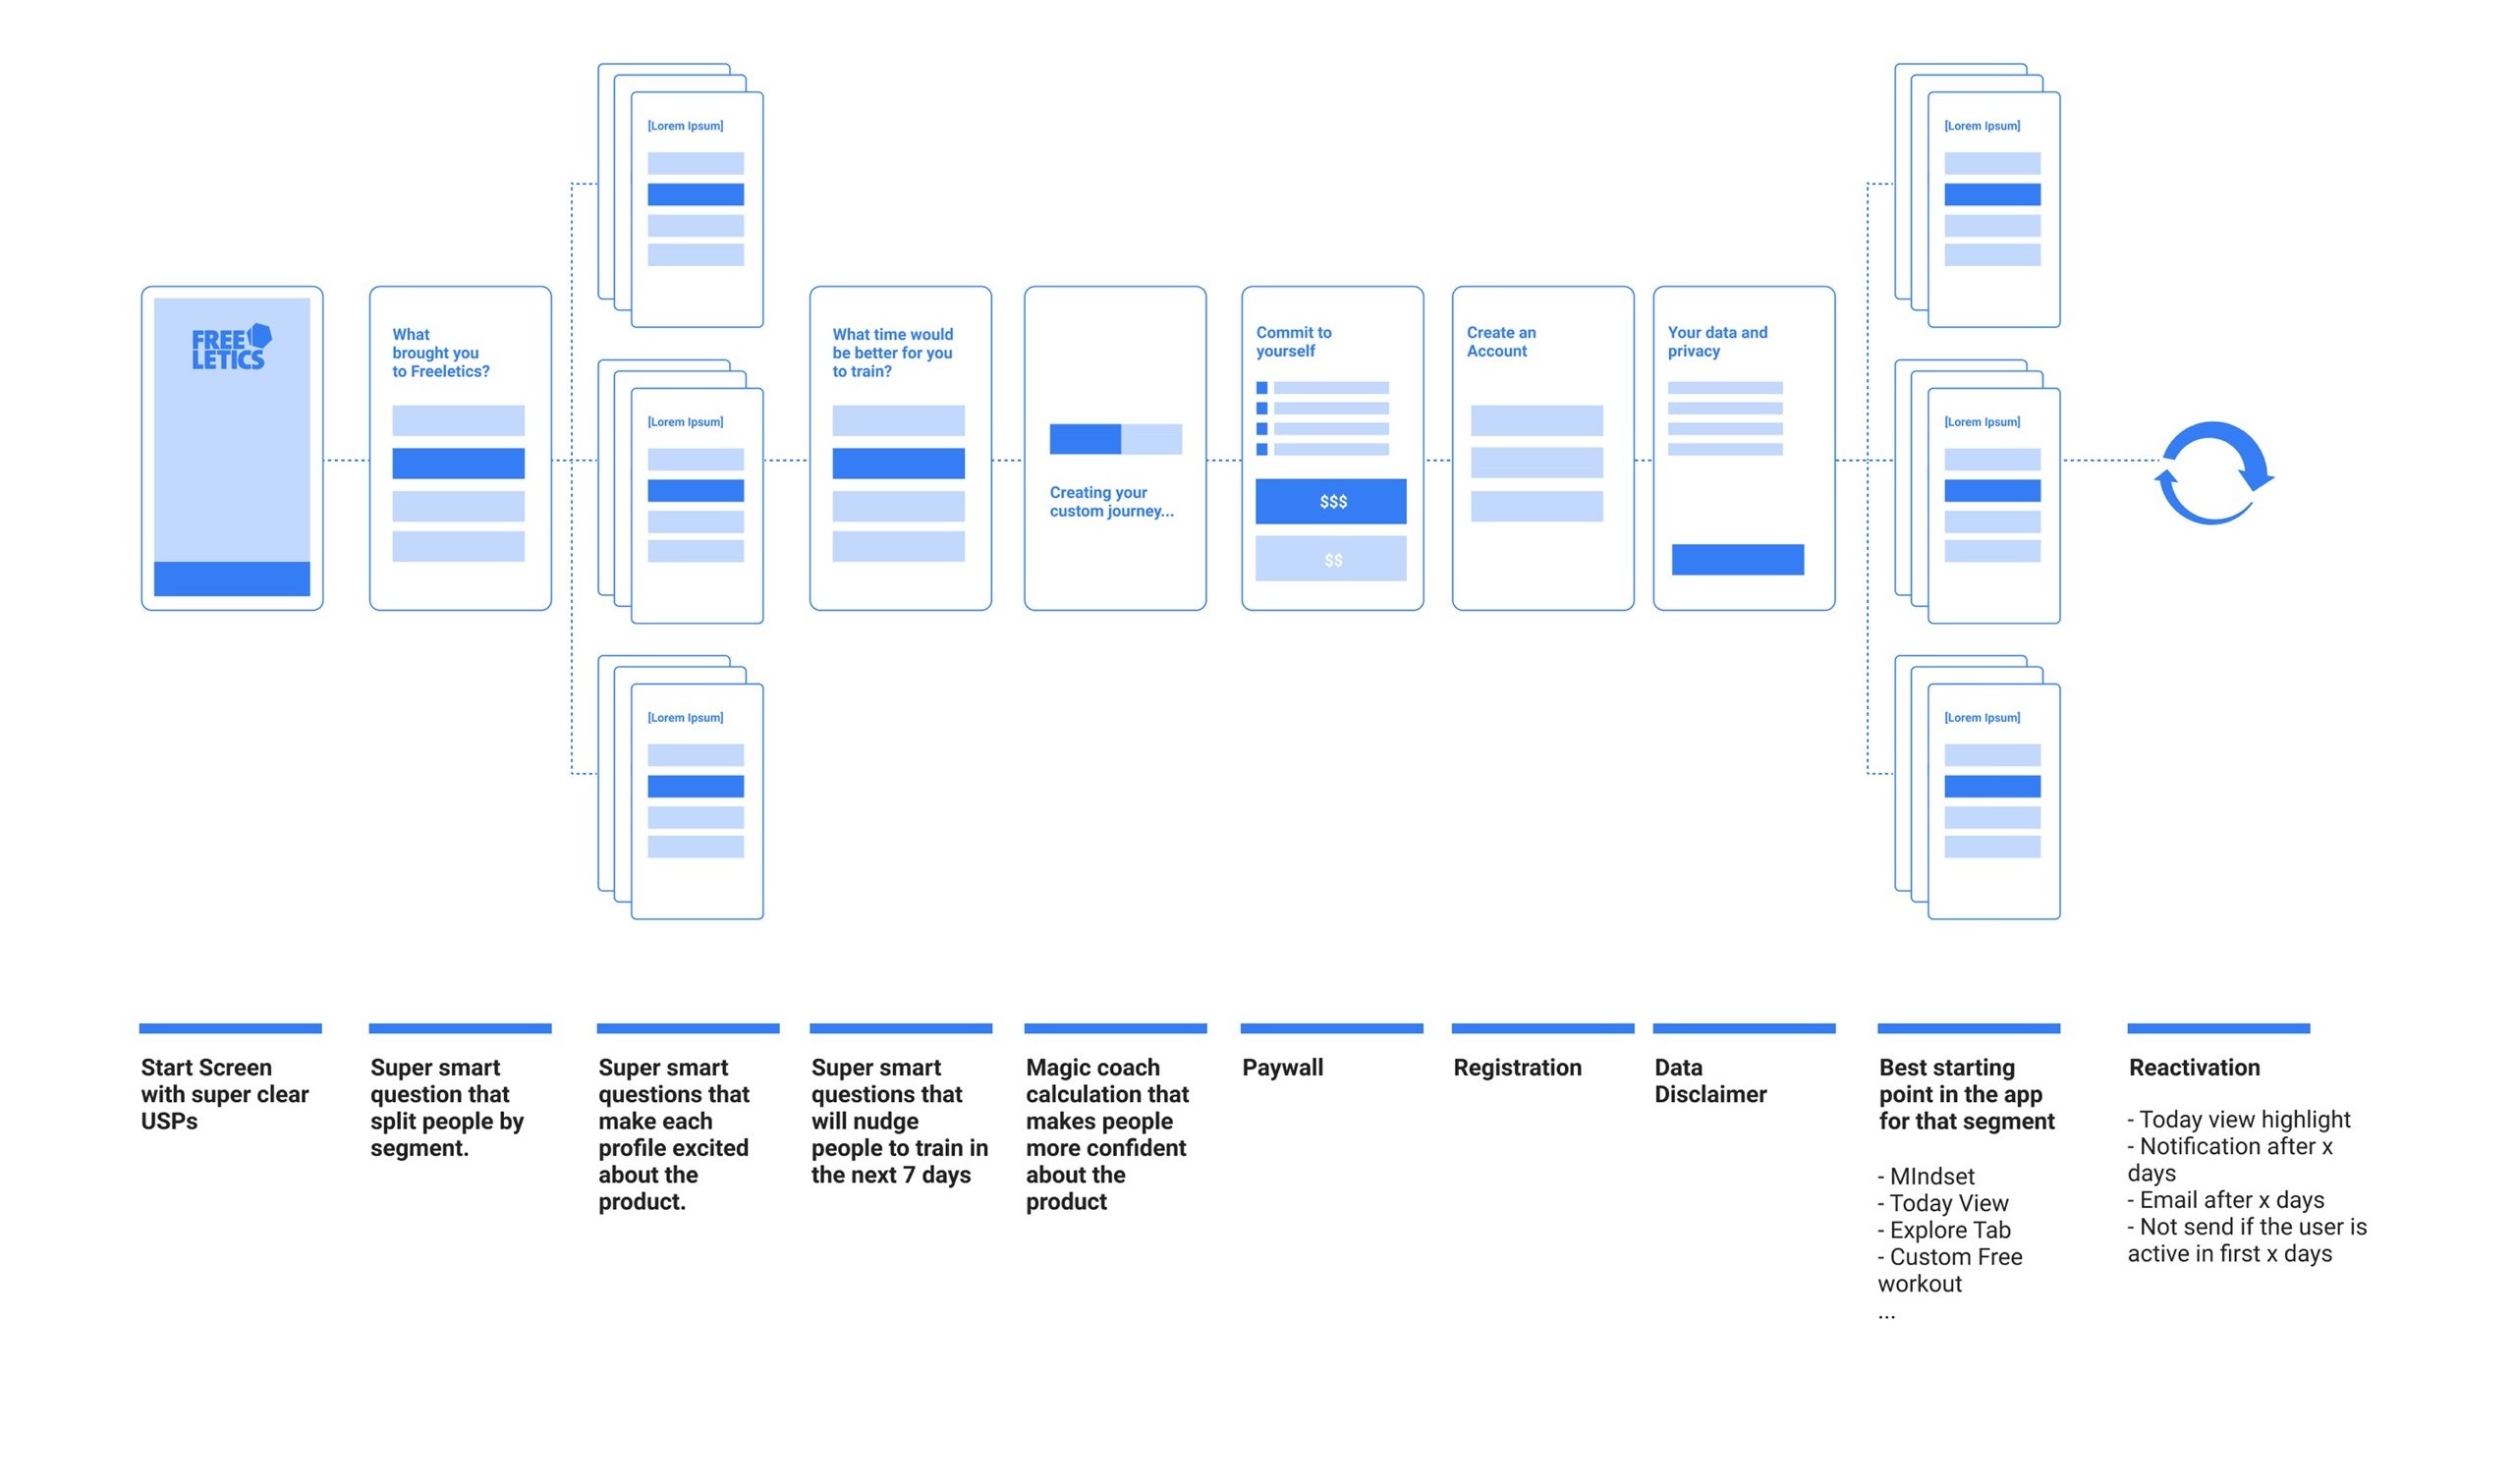 FREE
LETICS
What
brought you
to Freeletics?
[Lorem Ipsum]
[Lorem Ipsum]
[Lorem Ipsum]
What time would
be better for you
to train?
Creating your
custom journey...
Commit to
yourself
$$$
$$
Create an
Account
Your data and
privacy
[Lorem Ipsum]
[Lorem Ipsum]
[Lorem Ipsum]
Start Screen
with super clear
USPs
Super smart
question that
split people by
segment.
Super smart
questions that
make each
profile excited
about the
product.
Super smart
questions that
will nudge
people to train in
the next 7 days
Magic coach
calculation that
makes people
more confident
about the
product
Paywall
Registration
Data
Disclaimer
Best starting
point in the app
for that segment
- MIndset
- Today View
- Explore Tab
- Custom Free
workout
...
Reactivation
- Today view highlight
- Notification after x
days
- Email after x days
- Not send if the user is
active in first x days